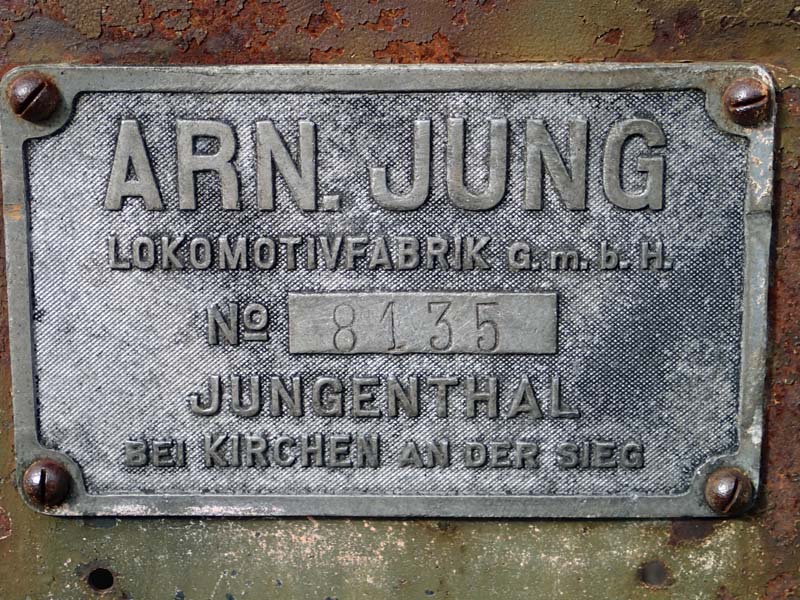 ARN. JUNG
LOKOMOTIVFABRIK G.m.b.H.
Nº 8135
JUNGENTHAL
BEI KIRCHEN AN DER SIEG